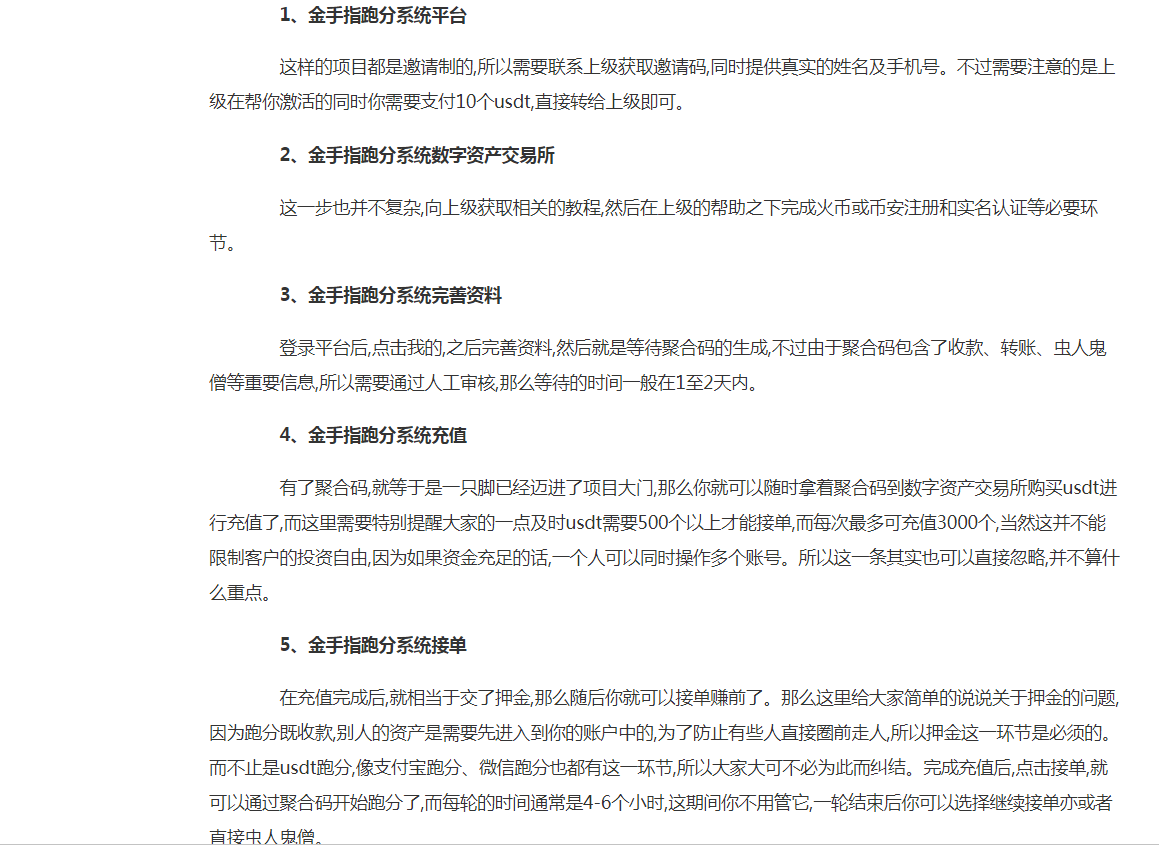 1、金手指跑分系统平台
这样的项目都是邀请制的,所以需要联系上级获取邀请码,同时提供真实的姓名及手机号。不过需要注意的是上
级在帮你激活的同时你需要支付10个usdt,直接转给上级即可。
2、金手指跑分系统数字资产交易所
这一步也并不复杂,向上级获取相关的教程,然后在上级的帮助之下完成火币或币安注册和实名认证等必要环
节。
3、金手指跑分系统完善资料
登录平台后,点击我的,之后完善资料,然后就是等待聚合码的生成,不过由于聚合码包含了收款、转账、虫人鬼
僧等重要信息,所以需要通过人工审核,那么等待的时间一般在1至2天内。
4、金手指跑分系统充值
有了聚合码,就等于是一只脚已经迈进了项目大门,那么你就可以随时拿着聚合码到数字资产交易所购买usdt进
行充值了,而这里需要特别提醒大家的一点及时usdt需要500个以上才能接单,而每次最多可充值3000个,当然这并不能
限制客户的投资自由,因为如果资金充足的话,一个人可以同时操作多个账号。所以这一条其实也可以直接忽略,并不算什
么重点。
5、金手指跑分系统接单
在充值完成后,就相当于交了押金,那么随后你就可以接单赚前了。那么这里给大家简单的说说关于押金的问题,
因为跑分既收款,别人的资产是需要先进入到你的账户中的,为了防止有些人直接圈前走人,所以押金这一环节是必须的。
而不止是usdt跑分,像支付宝跑分、微信跑分也都有这一环节,所以大家大可不必为此而纠结。完成充值后,点击接单,就
可以通过聚合码开始跑分了,而每轮的时间通常是4-6个小时,这期间你不用管它,一轮结束后你可以选择继续接单亦或者
直接虫人鬼僧。